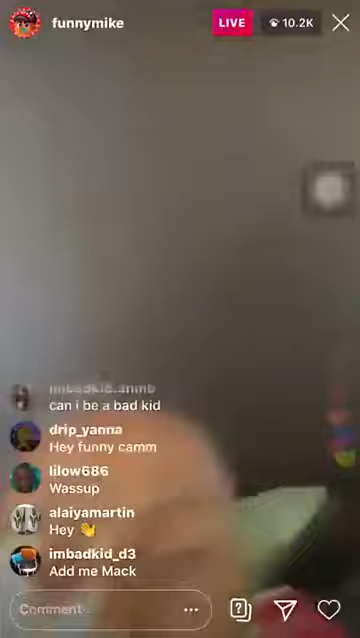 funnymike
LIVE
10.2K
can i be a bad kid
drip_yanna
Hey funny camm
lilow686
Wassup
alaiyamartin
Hey 👋
imbadkid_d3
Add me Mack
Comment